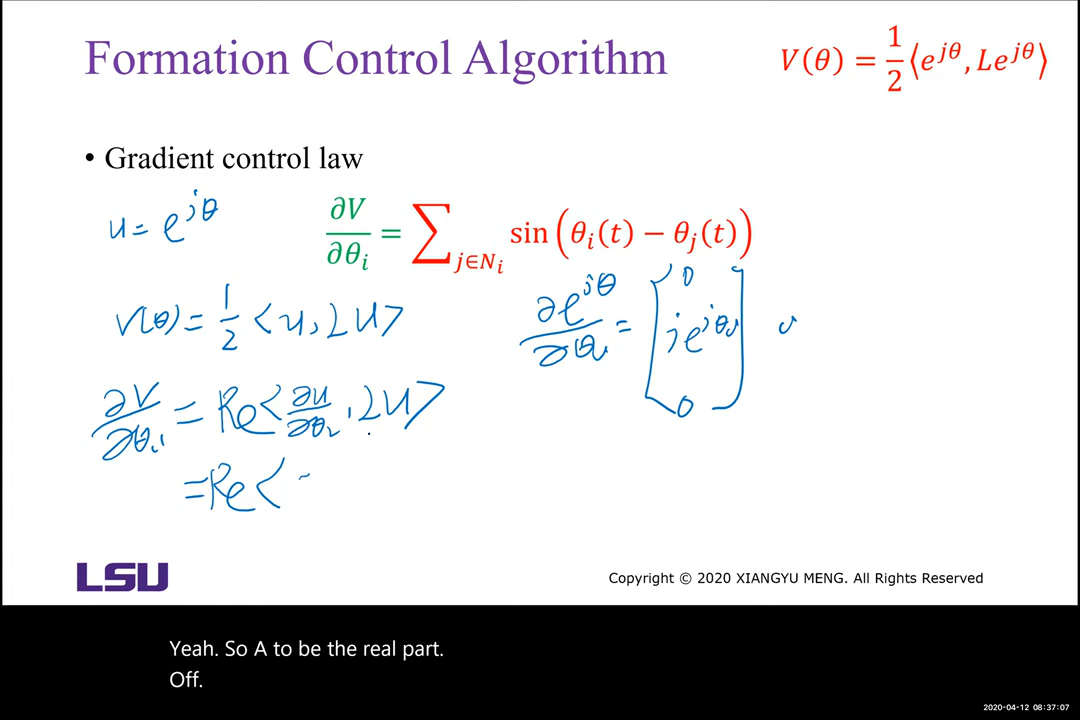 Formation Control Algorithm
V(θ) = 1/2 ⟨e^{jθ}, Le^{jθ}⟩
• Gradient control law
u = e^{jθ}
∂V/∂θ_i = ∑_{j∈N_i} sin(θ_i(t) − θ_j(t))
V(θ) = 1/2 <u, Lu>
∂e^{jθ}/∂θ_i = [0 je^{jθ_i} 0]
∂V/∂θ_i = Re<∂u/∂θ_i, Lu>
= Re<
LSU
Copyright © 2020 XIANGYU MENG. All Rights Reserved
Yeah. So A to be the real part.
Off.
2020-04-12 08:37:07